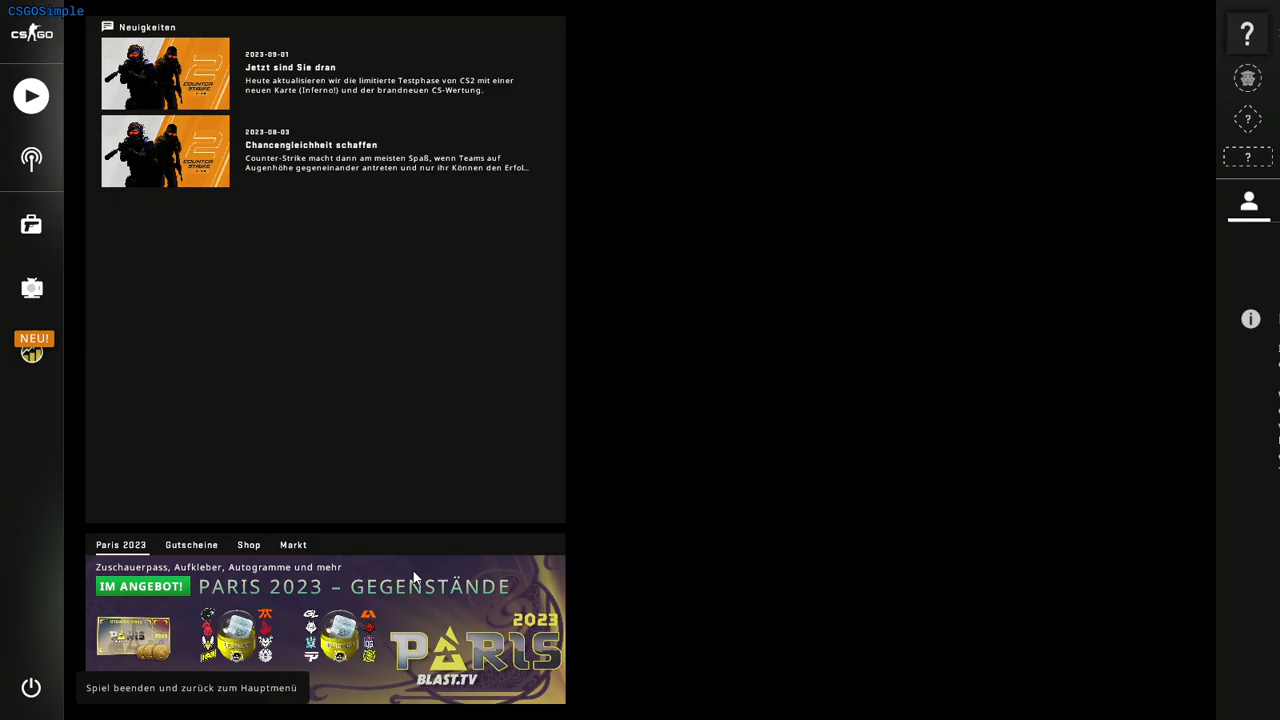 CSGOSimple
CS GO
Neuigkeiten
2023-09-01
Jetzt sind Sie dran
Heute aktualisieren wir die limitierte Testphase von CS2 mit einer
neuen Karte (Inferno!) und der brandneuen CS-Wertung.
COUNTER
STRIKE
2023-08-03
Chancengleichheit schaffen
Counter-Strike macht dann am meisten Spaß, wenn Teams auf
Augenhöhe gegeneinander antreten und nur ihr Können den Erfol...
COUNTER
STRIKE
NEU!
Paris 2023 Gutscheine Shop Markt
Zuschauerpass, Aufkleber, Autogramme und mehr
IM ANGEBOT! PARIS 2023 – GEGENSTÄNDE
2023
PARIS
BLAST.TV
Spiel beenden und zurück zum Hauptmenü
?
?
?